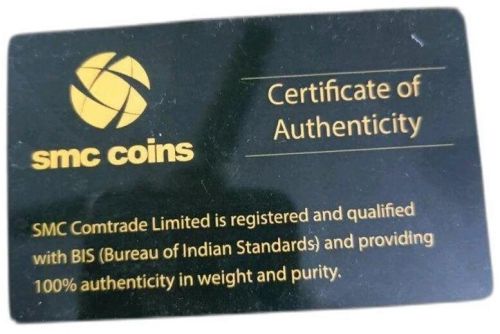 smc coins
Certificate of
Authenticity
SMC Comtrade Limited is registered and qualified
with BIS (Bureau of Indian Standards) and providing
100% authenticity in weight and purity.